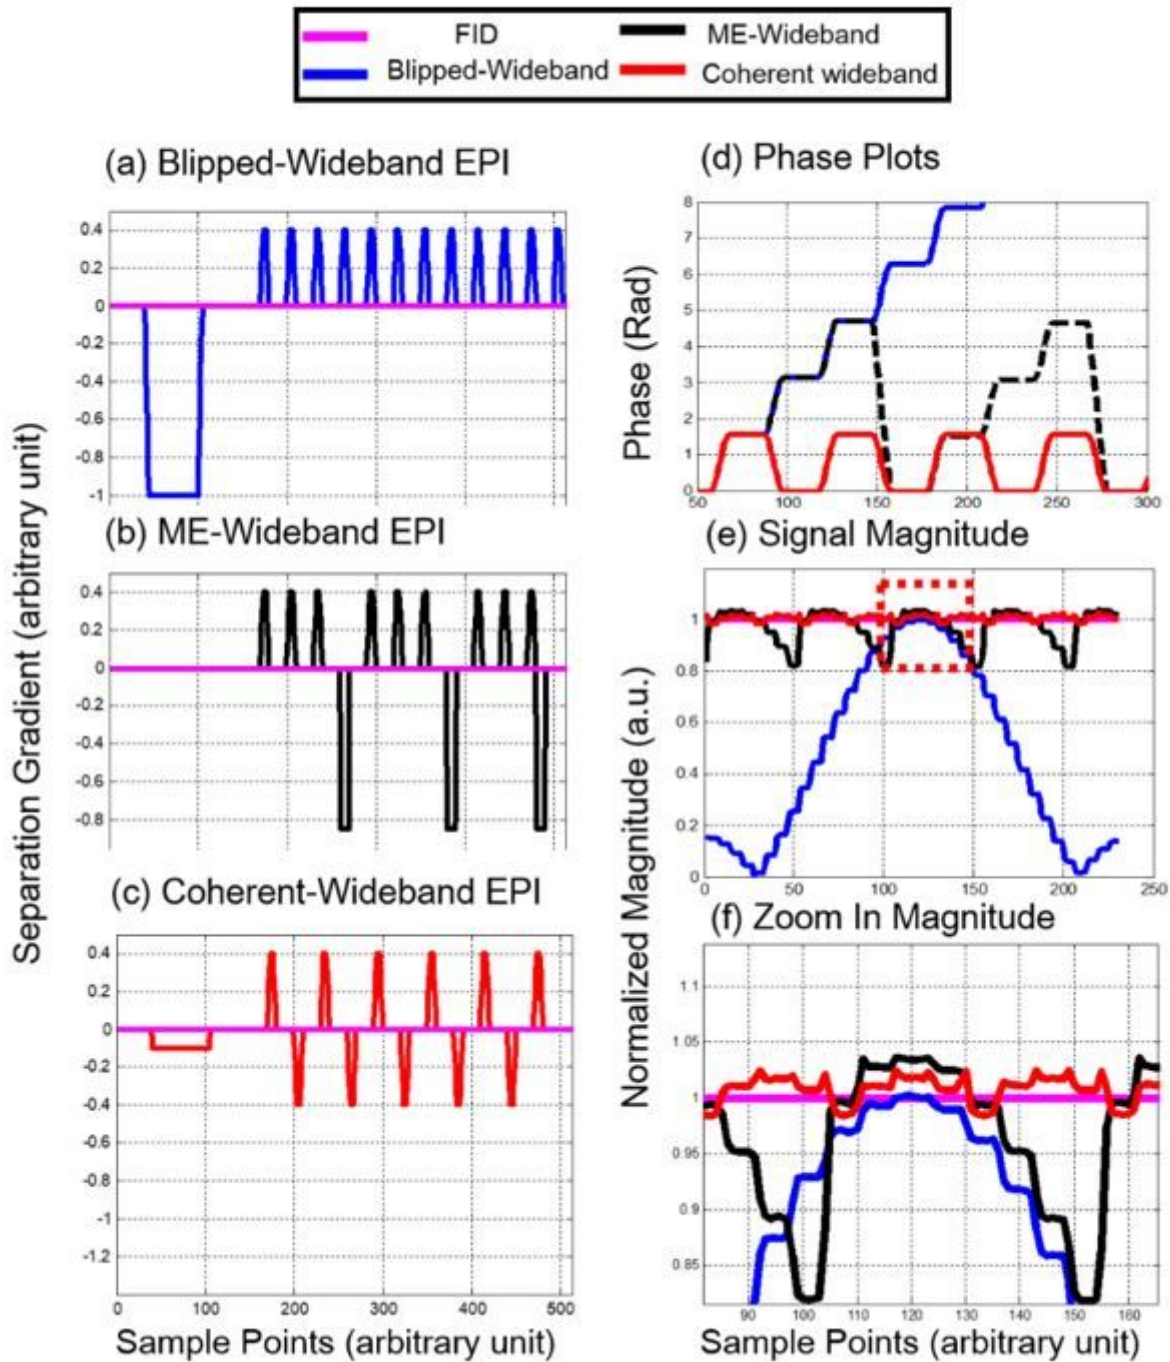 FID
ME-Wideband
Blipped-Wideband
Coherent wideband
(a) Blipped-Wideband EPI
0.4
0.2
0
-0.2
-0.4
-0.6
-0.8
-1
(b) ME-Wideband EPI
0.4
0.2
0
-0.2
-0.4
-0.6
-0.8
(c) Coherent-Wideband EPI
0.4
0.2
0
-0.2
-0.4
-0.6
-0.8
-1
-1.2
0 100 200 300 400 500
Sample Points (arbitrary unit)
Separation Gradient (arbitrary unit)
(d) Phase Plots
8
7
6
5
4
3
2
1
0
50 100 150 200 250 300
Phase (Rad)
(e) Signal Magnitude
1
0.8
0.6
0.4
0.2
0
0 50 100 150 200 250
(f) Zoom In Magnitude
1.1
1.05
1
0.95
0.9
0.85
90 100 110 120 130 140 150 160
Sample Points (arbitrary unit)
Normalized Magnitude (a.u.)